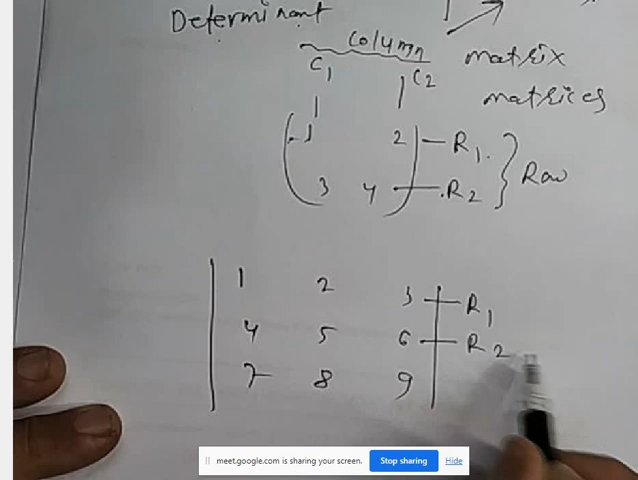 Determinant
Column
C1 C2
matrix
matrices
1 2 R1.
3 4 .R2
Row
1 2 3 R1
4 5 6 R2
7 8 9
meet.google.com is sharing your screen. Stop sharing Hide